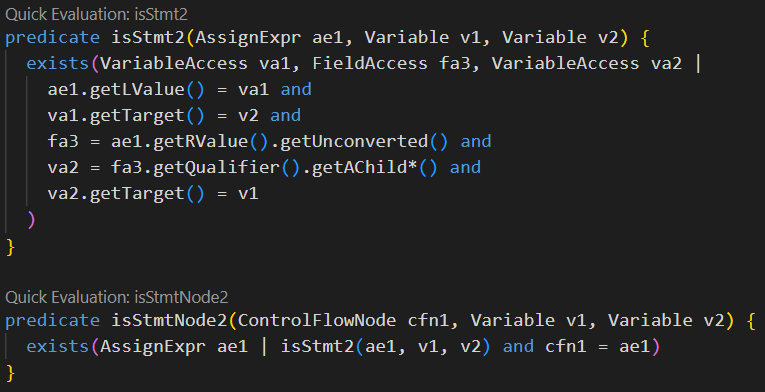 Quick Evaluation: isStmt2
predicate isStmt2(AssignExpr ae1, Variable v1, Variable v2) {
  exists(VariableAccess va1, FieldAccess fa3, VariableAccess va2 |
    ae1.getLValue() = va1 and
    va1.getTarget() = v2 and
    fa3 = ae1.getRValue().getUnconverted() and
    va2 = fa3.getQualifier().getAChild*() and
    va2.getTarget() = v1
  )
}
Quick Evaluation: isStmtNode2
predicate isStmtNode2(ControlFlowNode cfn1, Variable v1, Variable v2) {
  exists(AssignExpr ae1 | isStmt2(ae1, v1, v2) and cfn1 = ae1)
}